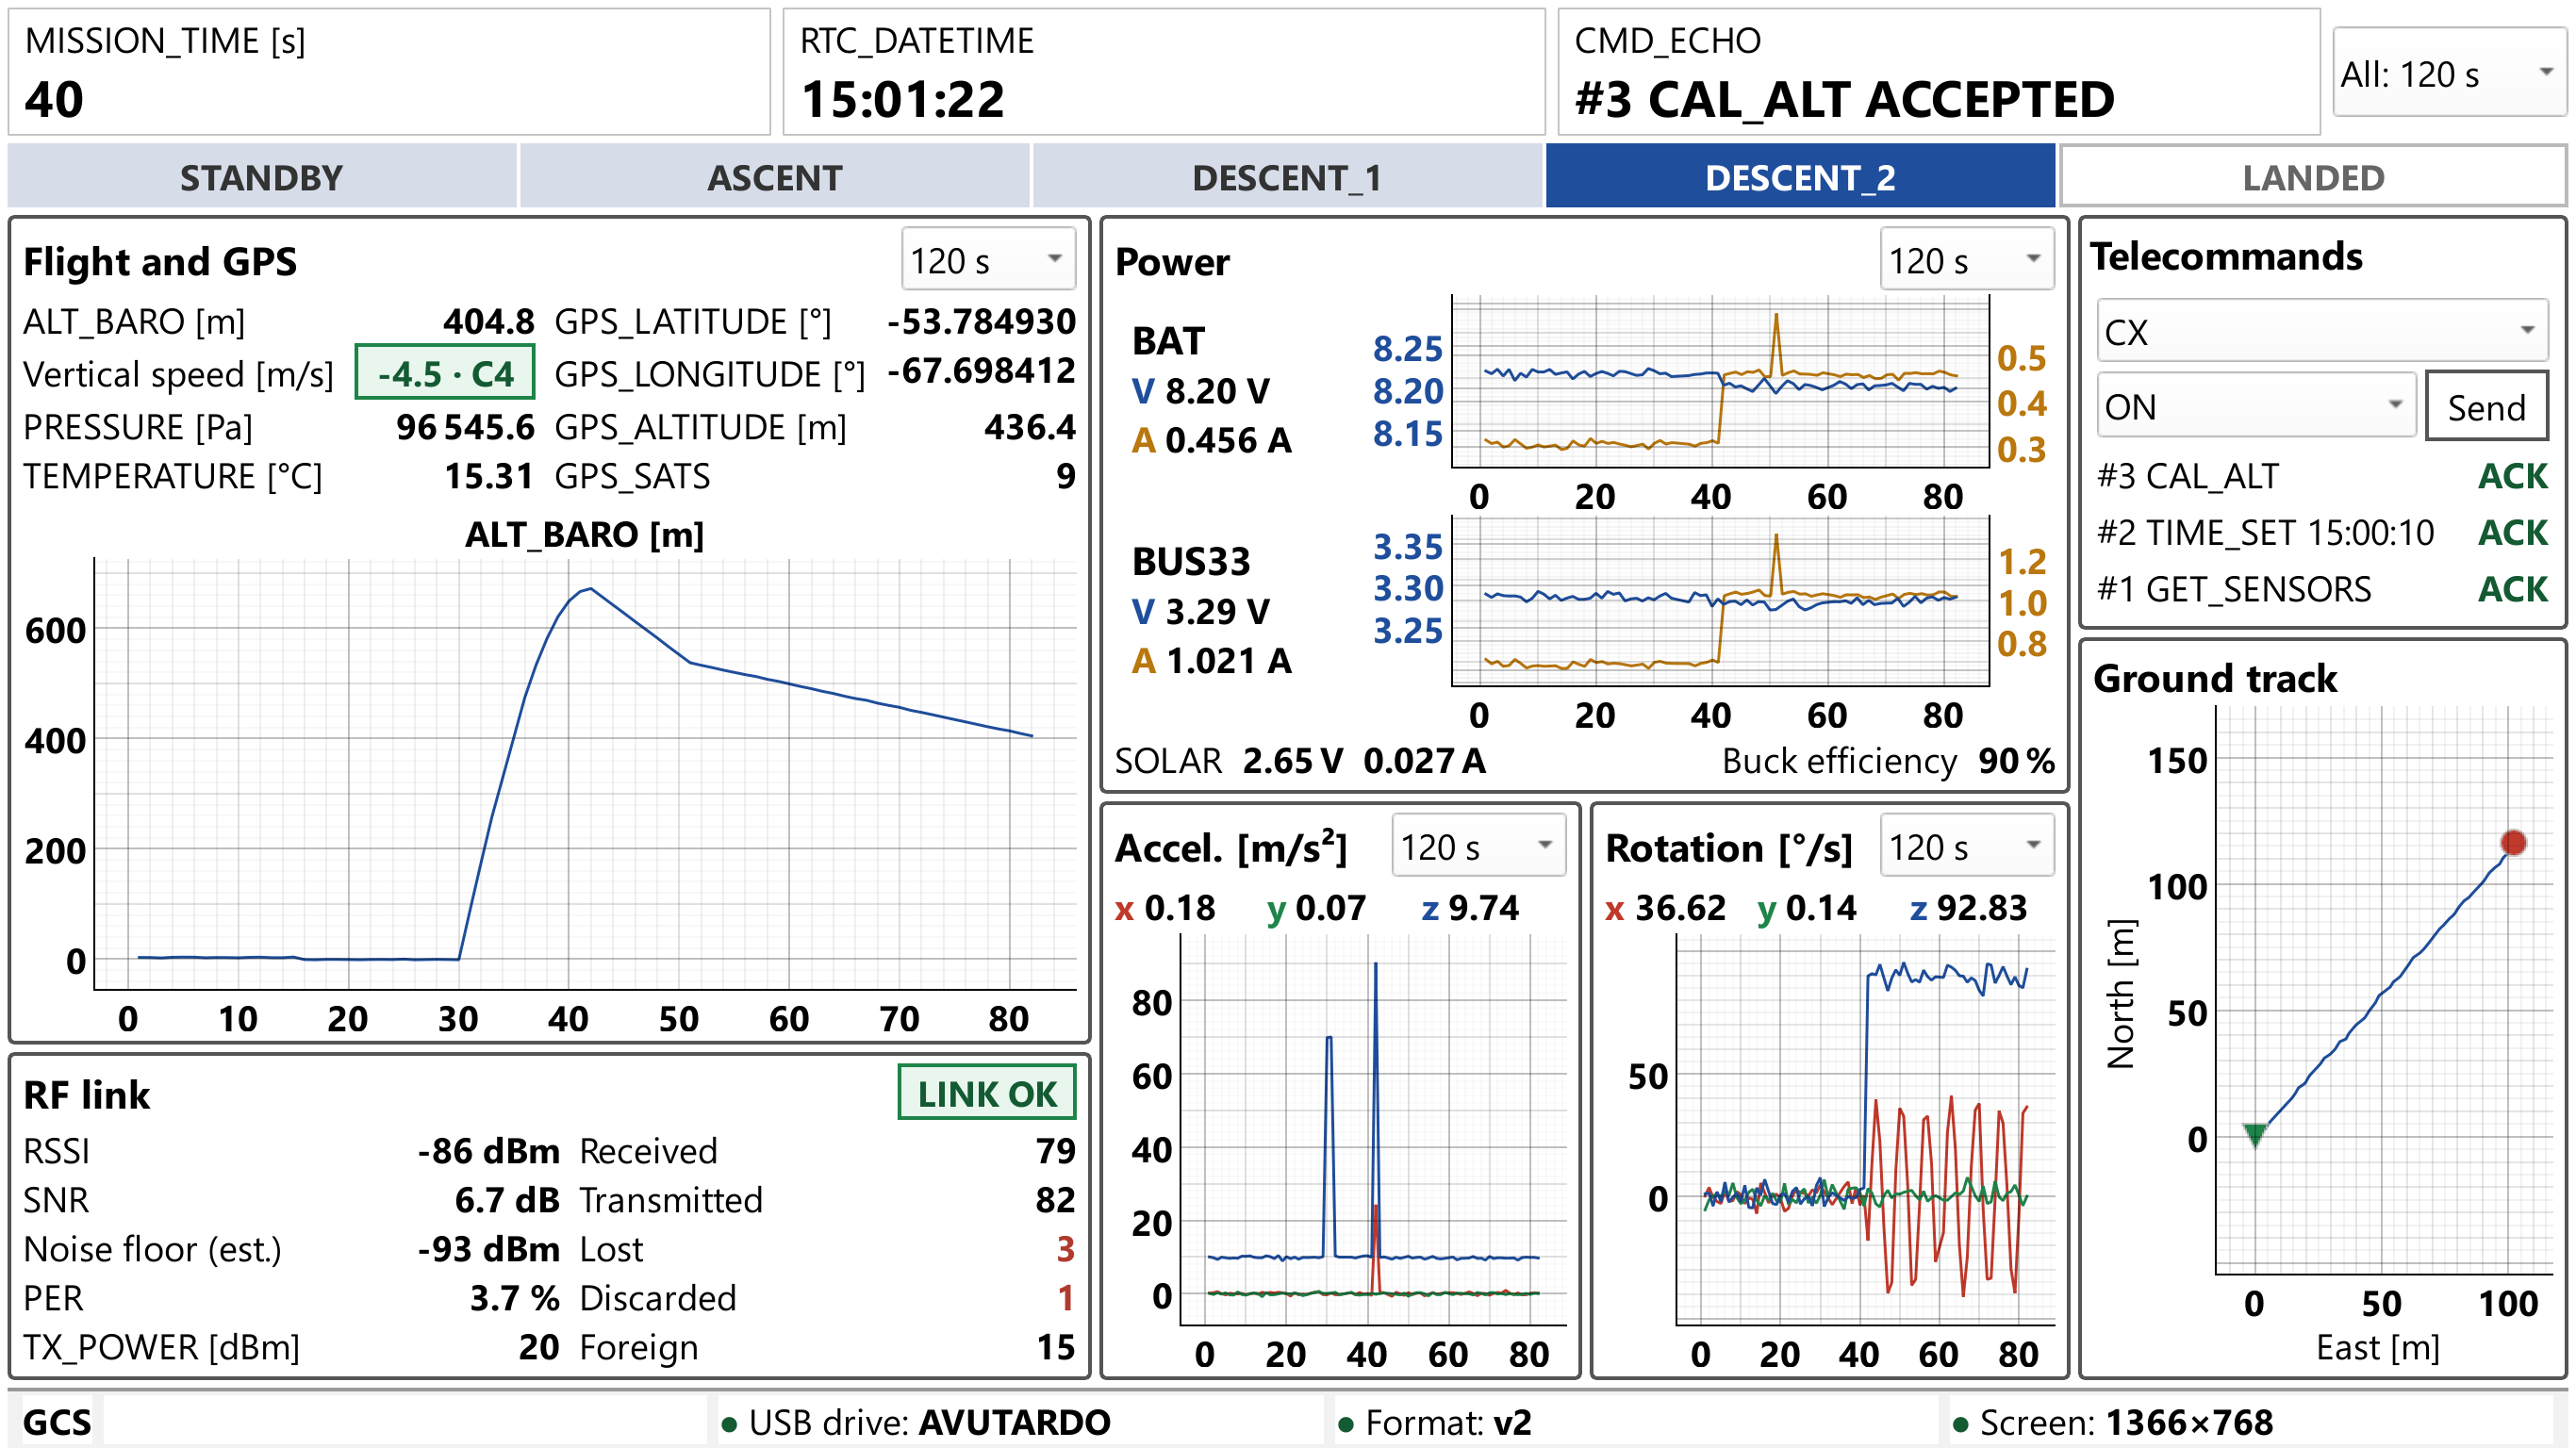 MISSION_TIME [s]
40
RTC_DATETIME
15:01:22
CMD_ECHO
#3 CAL_ALT ACCEPTED
All: 120 s
STANDBY
ASCENT
DESCENT_1
DESCENT_2
LANDED
Flight and GPS
120 s
ALT_BARO [m] 404.8 GPS_LATITUDE [°] -53.784930
Vertical speed [m/s] -4.5 · C4 GPS_LONGITUDE [°] -67.698412
PRESSURE [Pa] 96 545.6 GPS_ALTITUDE [m] 436.4
TEMPERATURE [°C] 15.31 GPS_SATS 9
ALT_BARO [m]
600
400
200
0
0 10 20 30 40 50 60 70 80
RF link
LINK OK
RSSI -86 dBm Received 79
SNR 6.7 dB Transmitted 82
Noise floor (est.) -93 dBm Lost 3
PER 3.7 % Discarded 1
TX_POWER [dBm] 20 Foreign 15
Power
120 s
BAT
V 8.20 V
A 0.456 A
8.25
8.20
8.15
0.5
0.4
0.3
0 20 40 60 80
BUS33
V 3.29 V
A 1.021 A
3.35
3.30
3.25
1.2
1.0
0.8
0 20 40 60 80
SOLAR 2.65 V 0.027 A Buck efficiency 90 %
Accel. [m/s²]
120 s
x 0.18 y 0.07 z 9.74
80
60
40
20
0
0 20 40 60 80
Rotation [°/s]
120 s
x 36.62 y 0.14 z 92.83
50
0
0 20 40 60 80
Telecommands
CX
ON
Send
#3 CAL_ALT ACK
#2 TIME_SET 15:00:10 ACK
#1 GET_SENSORS ACK
Ground track
North [m]
150
100
50
0
0 50 100
East [m]
GCS
USB drive: AVUTARDO
Format: v2
Screen: 1366×768